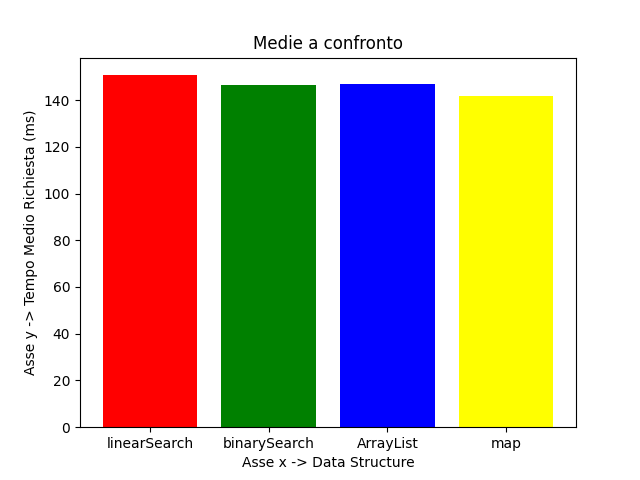 Medie a confronto
Asse y -> Tempo Medio Richiesta (ms)
140
120
100
80
60
40
20
0
linearSearch binarySearch ArrayList map
Asse x -> Data Structure